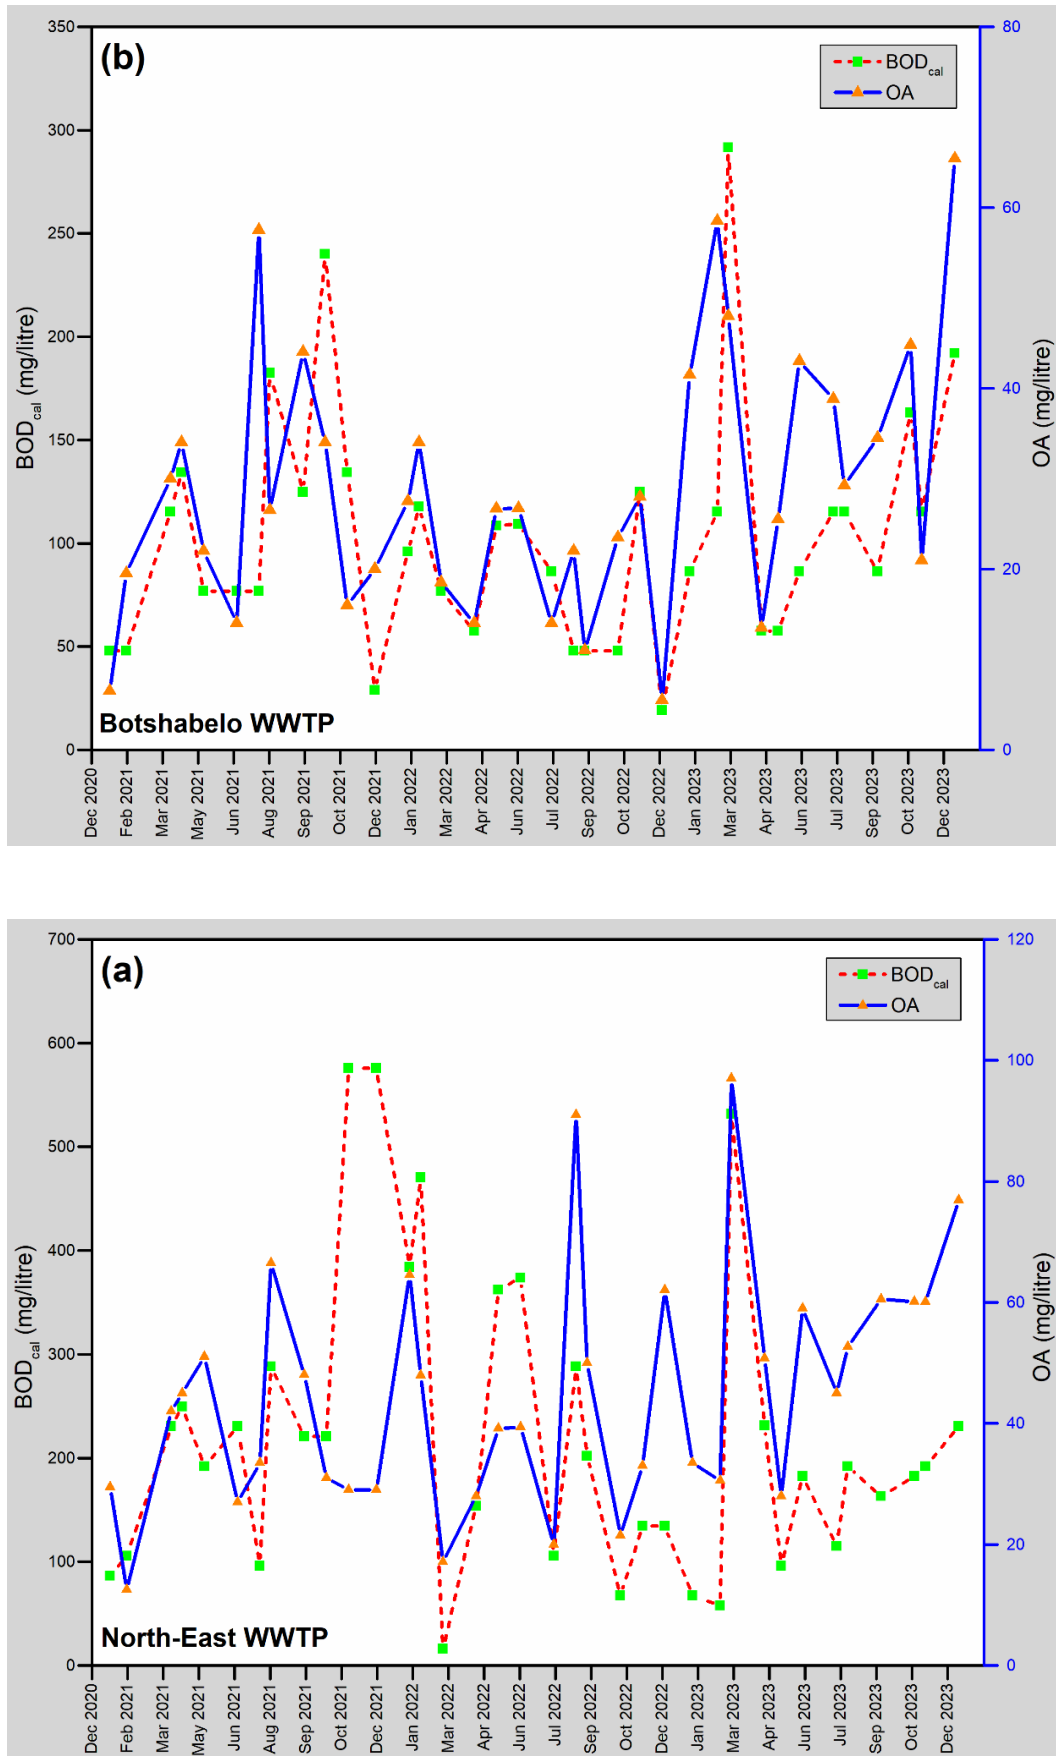 (b)
BODcal
OA
350
300
250
200
150
100
50
0
BODcal (mg/litre)
80
60
40
20
0
OA (mg/litre)
Botshabelo WWTP
Dec 2020
Feb 2021
Mar 2021
May 2021
Jun 2021
Aug 2021
Sep 2021
Oct 2021
Dec 2021
Jan 2022
Mar 2022
Apr 2022
Jun 2022
Jul 2022
Sep 2022
Oct 2022
Dec 2022
Jan 2023
Mar 2023
Apr 2023
Jun 2023
Jul 2023
Sep 2023
Oct 2023
Dec 2023
(a)
BODcal
OA
700
600
500
400
300
200
100
0
BODcal (mg/litre)
120
100
80
60
40
20
0
OA (mg/litre)
North-East WWTP
Dec 2020
Feb 2021
Mar 2021
May 2021
Jun 2021
Aug 2021
Sep 2021
Oct 2021
Dec 2021
Jan 2022
Mar 2022
Apr 2022
Jun 2022
Jul 2022
Sep 2022
Oct 2022
Dec 2022
Jan 2023
Mar 2023
Apr 2023
Jun 2023
Jul 2023
Sep 2023
Oct 2023
Dec 2023